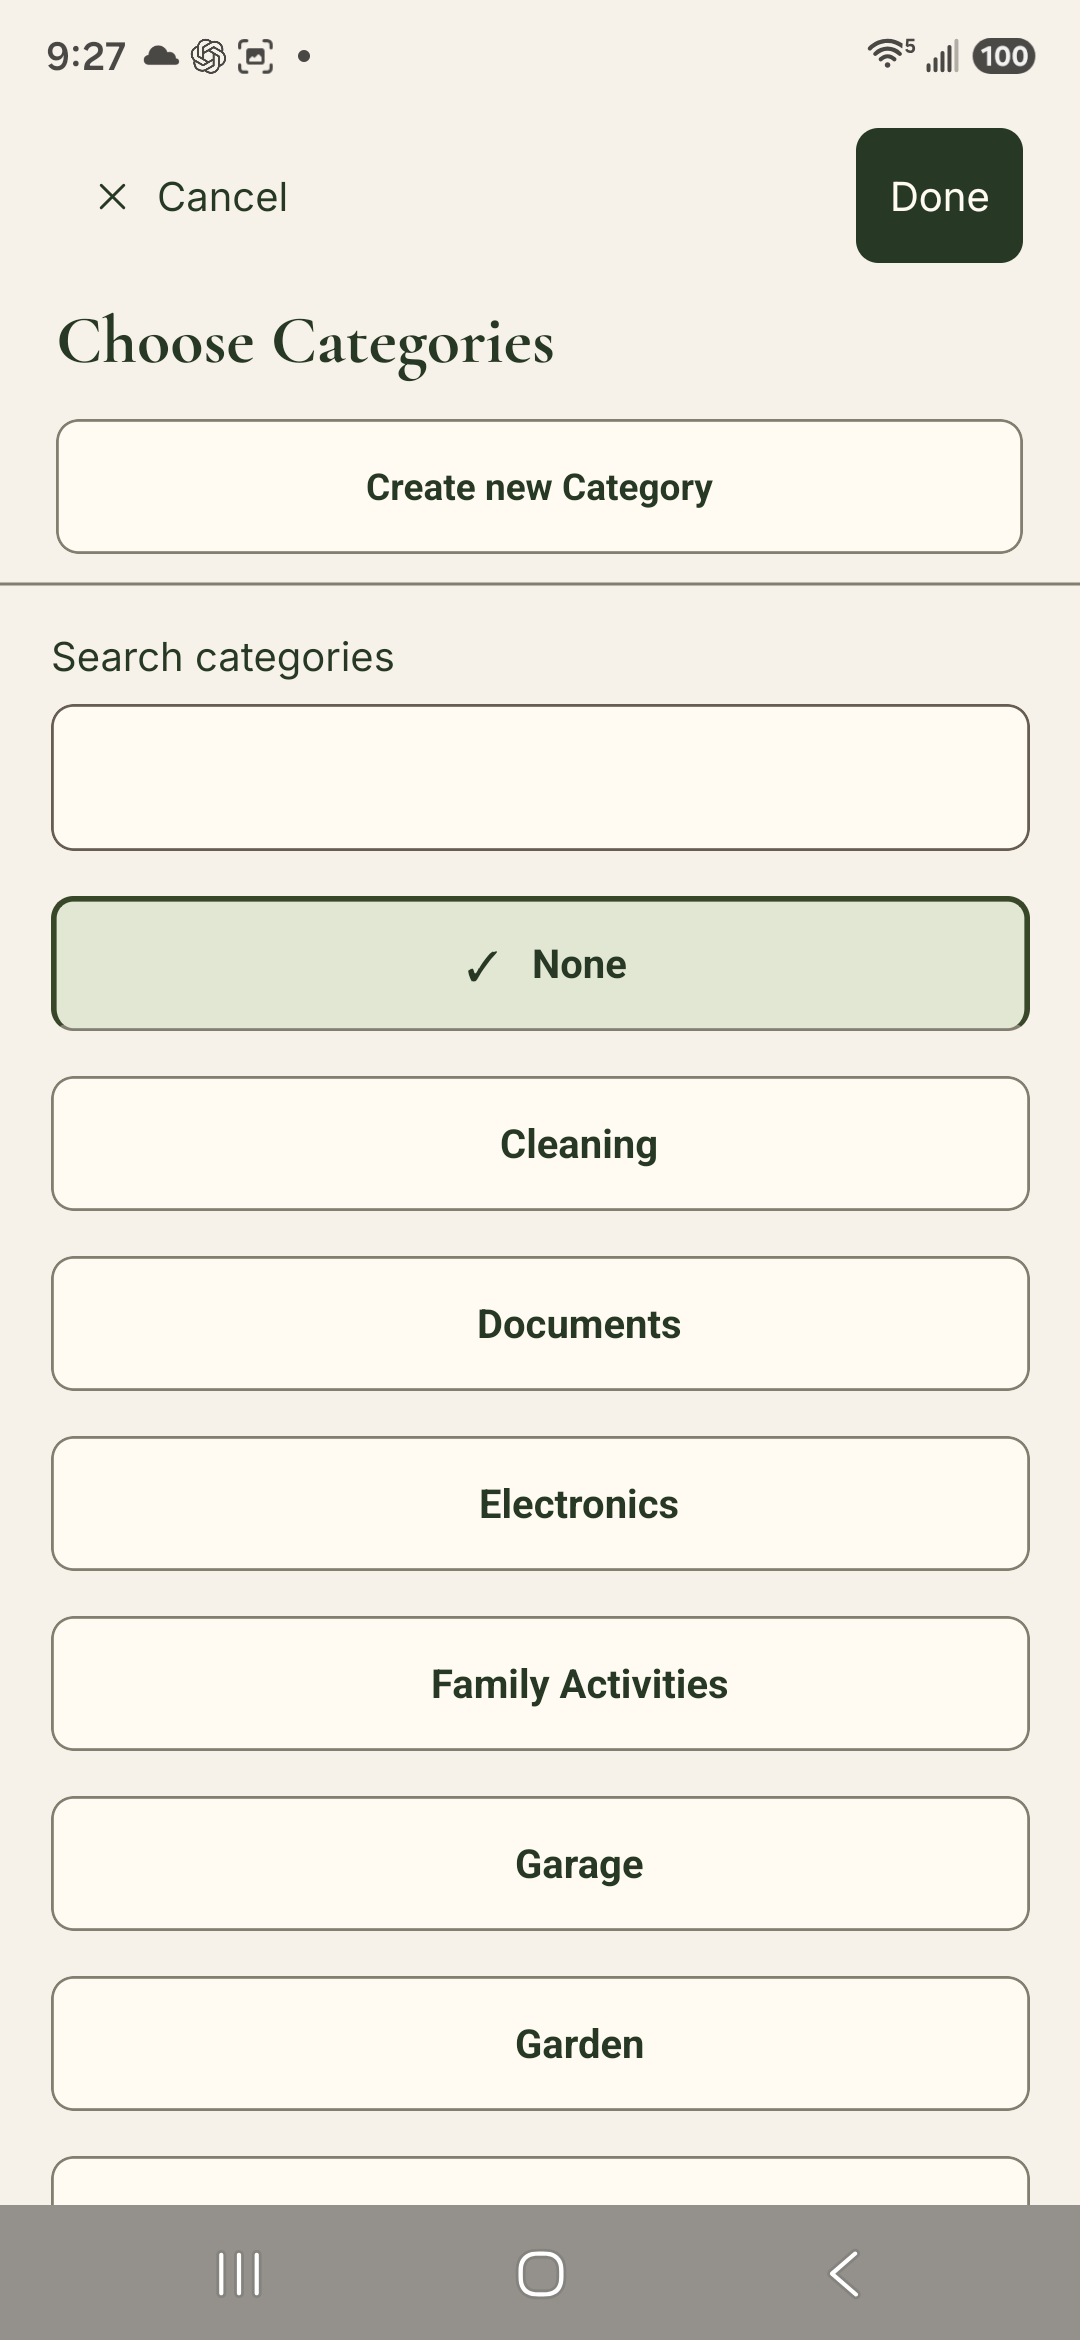 9:27
5
100
Cancel
Done
Choose Categories
Create new Category
Search categories
✓ None
Cleaning
Documents
Electronics
Family Activities
Garage
Garden